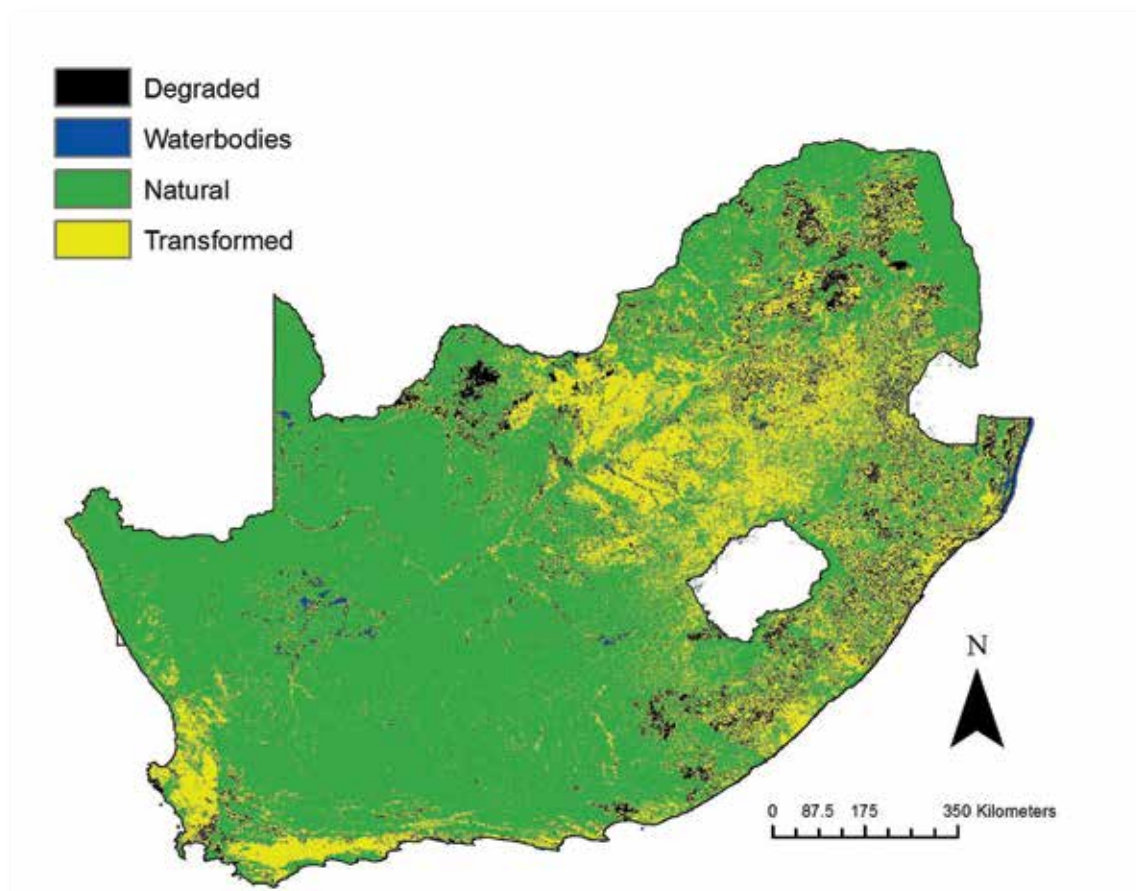 Degraded
Waterbodies
Natural
Transformed
N
0 87.5 175 350 Kilometers